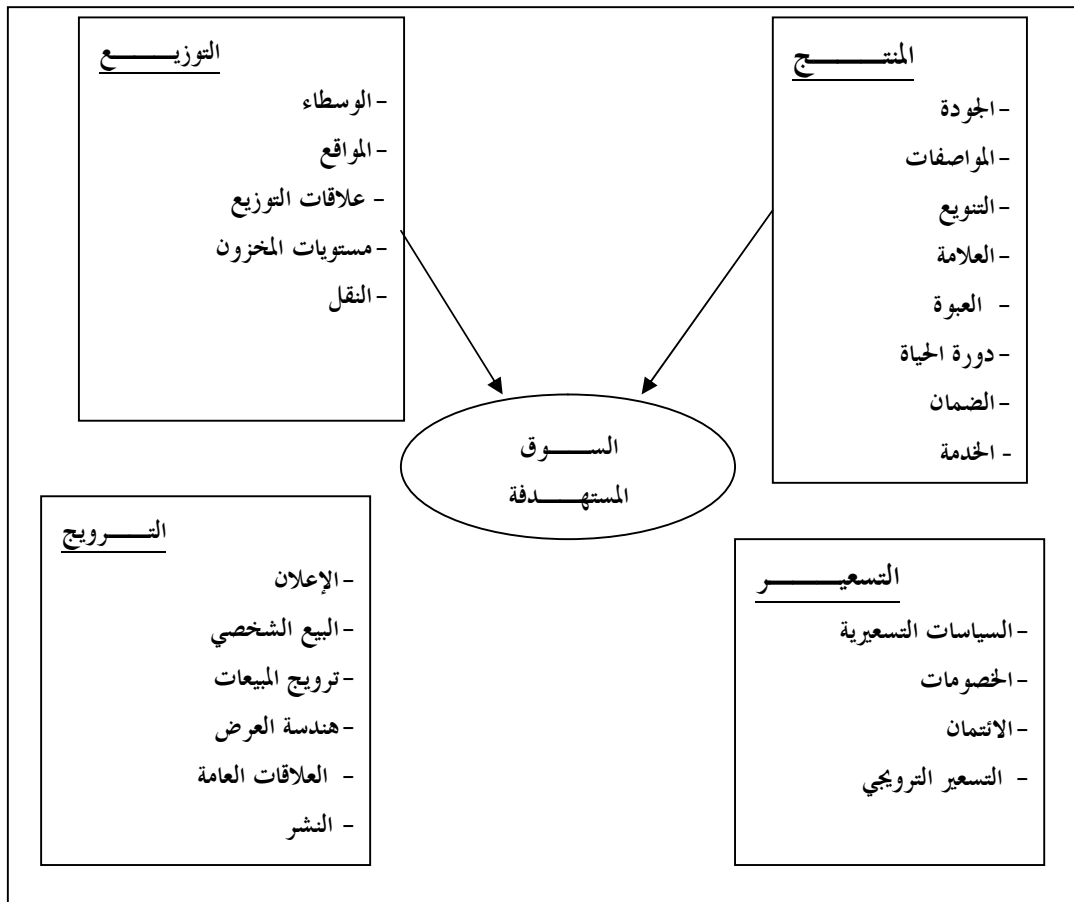 المنتـــــــج
-الجودة
-المواصفات
-التنويع
-العلامة
- العبوة
-دورة الحياة
-الضمان
- الخدمة
التوزيـــــــع
-الوسطاء
-المواقع
- علاقات التوزيع
-مستويات المخزون
-النقل
الســـــوق
المستهـــــدفة
التسعيـــــــر
-السياسات التسعيرية
-الخصومات
-الائتمان
- التسعير الترويجي
التـــــرويج
-الإعلان
-البيع الشخصي
-ترويج المبيعات
-هندسة العرض
- العلاقات العامة
- النشر